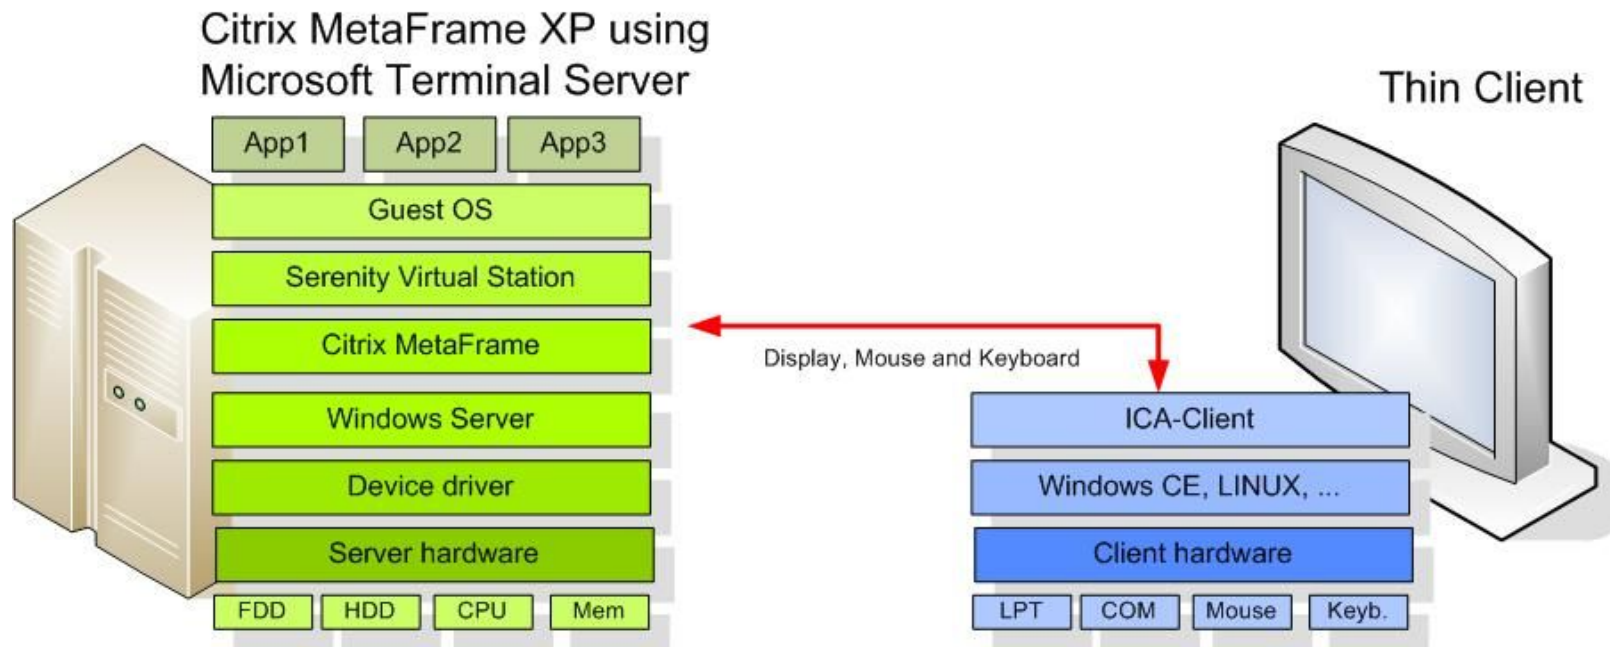 Citrix MetaFrame XP using
Microsoft Terminal Server
Thin Client
App1 App2 App3
Guest OS
Serenity Virtual Station
Citrix MetaFrame
Display, Mouse and Keyboard
Windows Server
Device driver
Server hardware
FDD HDD CPU Mem
ICA-Client
Windows CE, LINUX, ...
Client hardware
LPT COM Mouse Keyb.